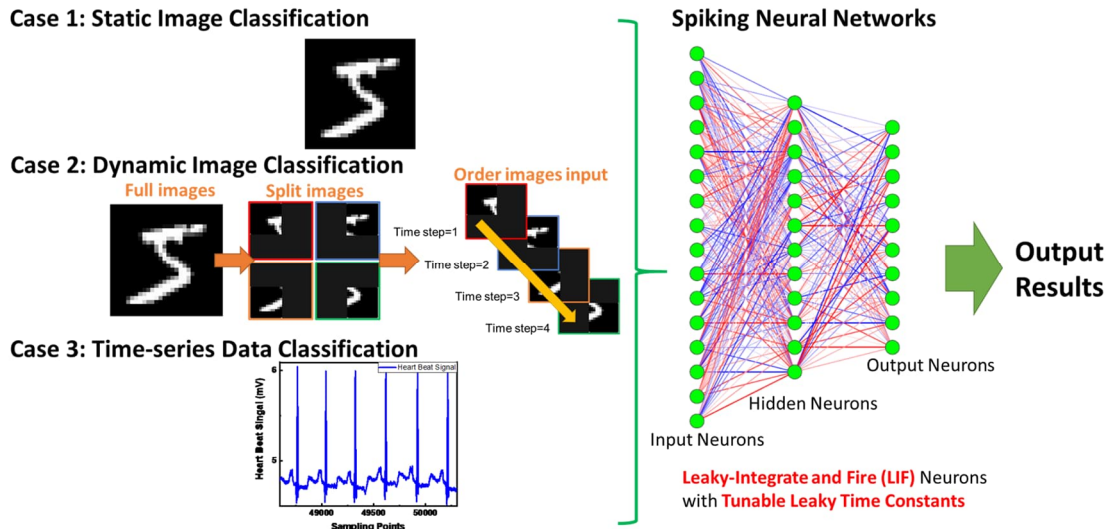 Case 1: Static Image Classification
Case 2: Dynamic Image Classification
Full images
Split images
Order images input
Time step=1
Time step=2
Time step=3
Time step=4
Case 3: Time-series Data Classification
Heart Beat Signal
Heart Beat Singal (mV)
6
5
49000
49500
50000
Sampling Points
Spiking Neural Networks
Input Neurons
Hidden Neurons
Output Neurons
Leaky-Integrate and Fire (LIF) Neurons
with Tunable Leaky Time Constants
Output
Results